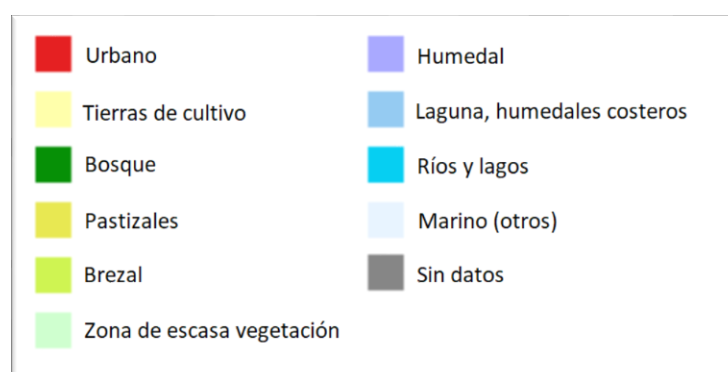 Urbano
Tierras de cultivo
Bosque
Pastizales
Brezal
Zona de escasa vegetación
Humedal
Laguna, humedales costeros
Ríos y lagos
Marino (otros)
Sin datos